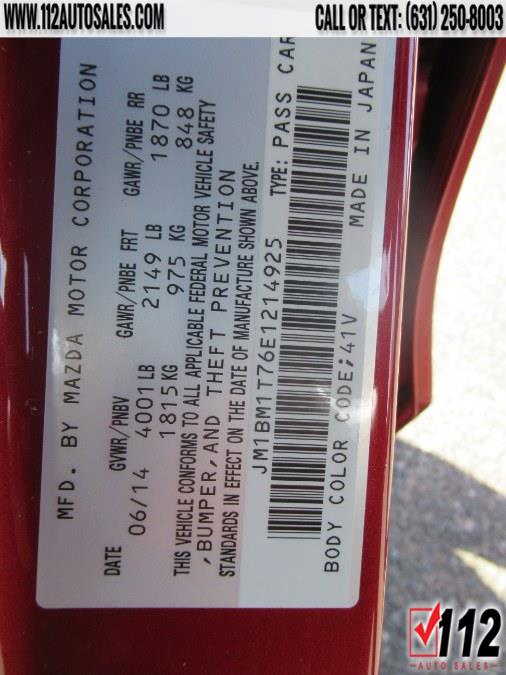 WWW.112AUTOSALES.COM
CALL OR TEXT: (631) 250-8003
MFD. BY MAZDA MOTOR CORPORATION
DATE GVWR/PNBV GAWR/PNBE FRT GAWR/PNBE RR
06/14 4001LB 2149 LB 1870 LB
1815KG 975 KG 848 KG
THIS VEHICLE CONFORMS TO ALL APPLICABLE FEDERAL MOTOR VEHICLE SAFETY
,BUMPER,AND THEFT PREVENTION
STANDARDS IN EFFECT ON THE DATE OF MANUFACTURE SHOWN ABOVE.
JM1BM1T76E1214925 TYPE: PASS CAR
BODY COLOR CODE;41V MADE IN JAPAN
112
AUTO SALES